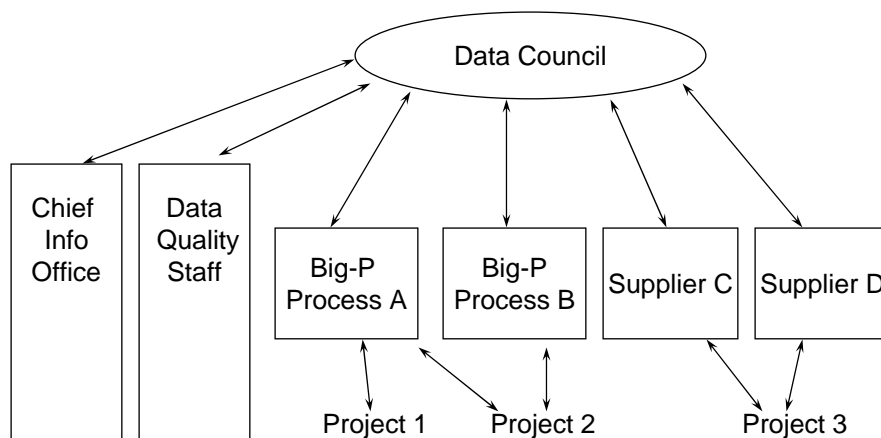 Data Council
Chief
Info
Office
Data
Quality
Staff
Big-P
Process A
Big-P
Process B
Supplier C
Supplier D
Project 1
Project 2
Project 3